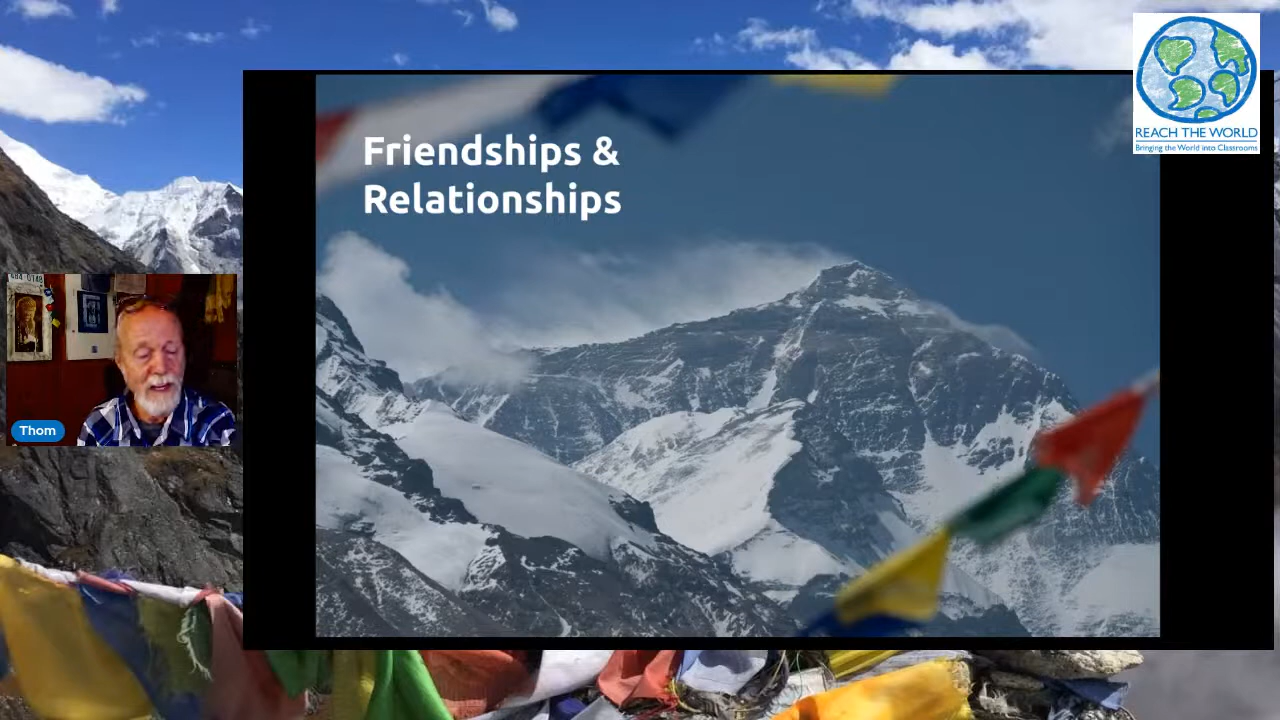 Friendships &
Relationships
REACH THE WORLD
Bringing the World into Classrooms
Thom